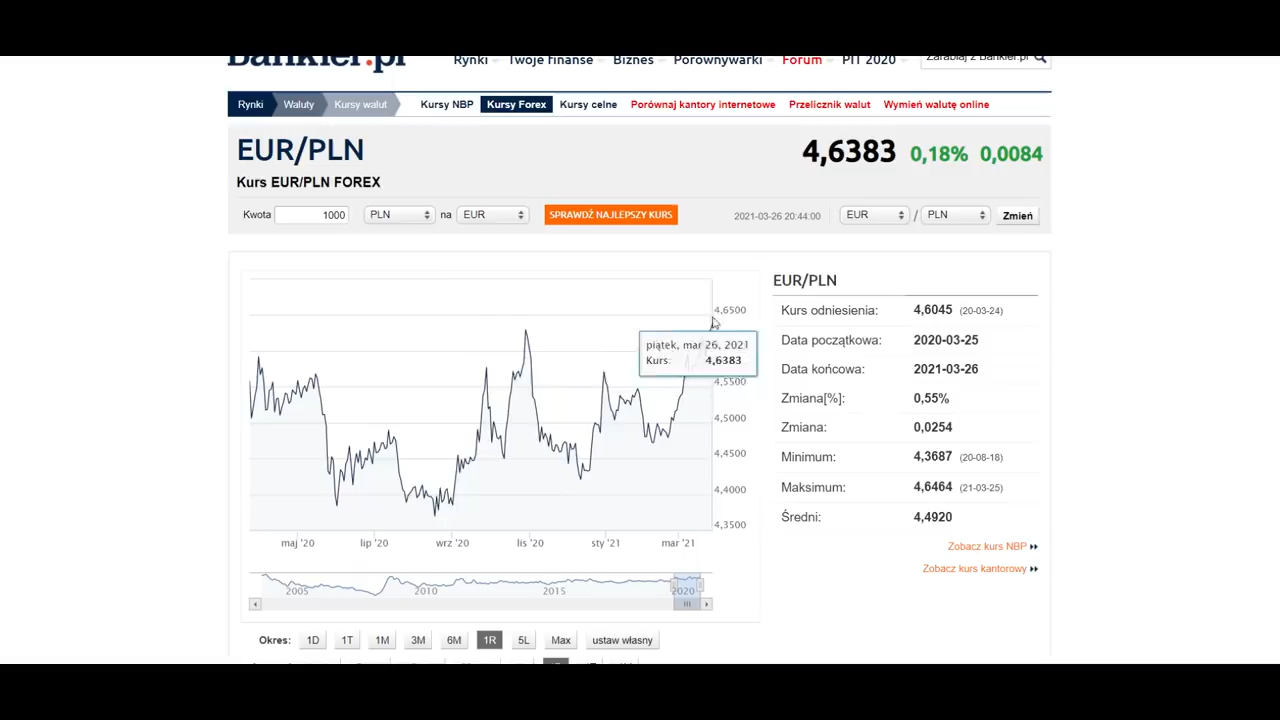 Bankier.pl
Rynki Twoje finanse Biznes Porównywarki Forum PIT 2020 Zarabiaj z Bankier.pl
Rynki Waluty Kursy walut Kursy NBP Kursy Forex Kursy celne Porównaj kantory internetowe Przelicznik walut Wymień walutę online
EUR/PLN 4,6383 0,18% 0,0084
Kurs EUR/PLN FOREX
Kwota 1000 PLN na EUR SPRAWDŹ NAJLEPSZY KURS 2021-03-26 20:44:00 EUR / PLN Zmień
4,6500
piątek, mar 26, 2021
Kurs: 4,6383
4,5500
4,5000
4,4500
4,4000
4,3500
maj '20 lip '20 wrz '20 lis '20 sty '21 mar '21
2005 2010 2015 2020
EUR/PLN
Kurs odniesienia: 4,6045 (20-03-24)
Data początkowa: 2020-03-25
Data końcowa: 2021-03-26
Zmiana[%]: 0,55%
Zmiana: 0,0254
Minimum: 4,3687 (20-08-18)
Maksimum: 4,6464 (21-03-25)
Średni: 4,4920
Zobacz kurs NBP
Zobacz kurs kantorowy
Okres: 1D 1T 1M 3M 6M 1R 5L Max ustaw własny